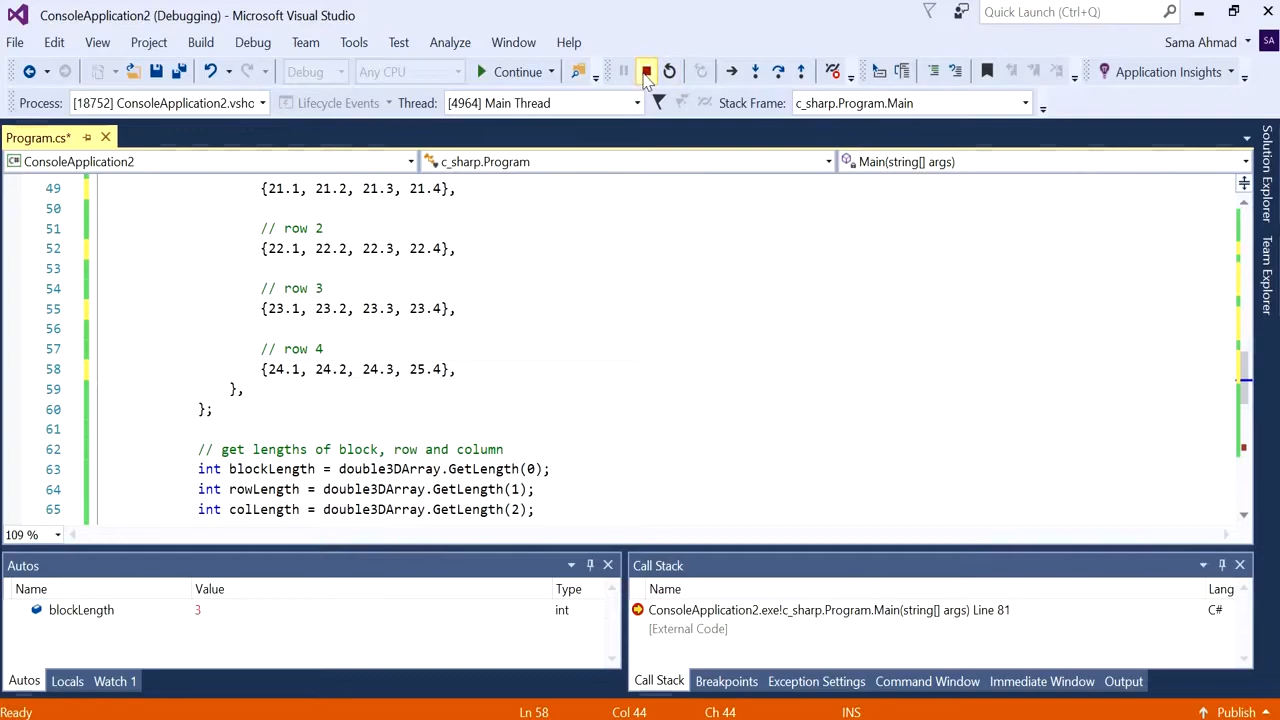 ConsoleApplication2 (Debugging) - Microsoft Visual Studio
Quick Launch (Ctrl+Q)
File Edit View Project Build Debug Team Tools Test Analyze Window Help
Sama Ahmad SA
Debug Any CPU Continue Application Insights
Process: [18752] ConsoleApplication2.vsho Lifecycle Events Thread: [4964] Main Thread Stack Frame: c_sharp.Program.Main
Program.cs*
C# ConsoleApplication2 c_sharp.Program Main(string[] args)
49 {21.1, 21.2, 21.3, 21.4},
50
51 // row 2
52 {22.1, 22.2, 22.3, 22.4},
53
54 // row 3
55 {23.1, 23.2, 23.3, 23.4},
56
57 // row 4
58 {24.1, 24.2, 24.3, 25.4},
59 },
60 };
61
62 // get lengths of block, row and column
63 int blockLength = double3DArray.GetLength(0);
64 int rowLength = double3DArray.GetLength(1);
65 int colLength = double3DArray.GetLength(2);
109 %
Solution Explorer
Team Explorer
Autos
Name Value Type
blockLength 3 int
Autos Locals Watch 1
Call Stack
Name Lang
ConsoleApplication2.exe!c_sharp.Program.Main(string[] args) Line 81 C#
[External Code]
Call Stack Breakpoints Exception Settings Command Window Immediate Window Output
Ready Ln 58 Col 44 Ch 44 INS Publish